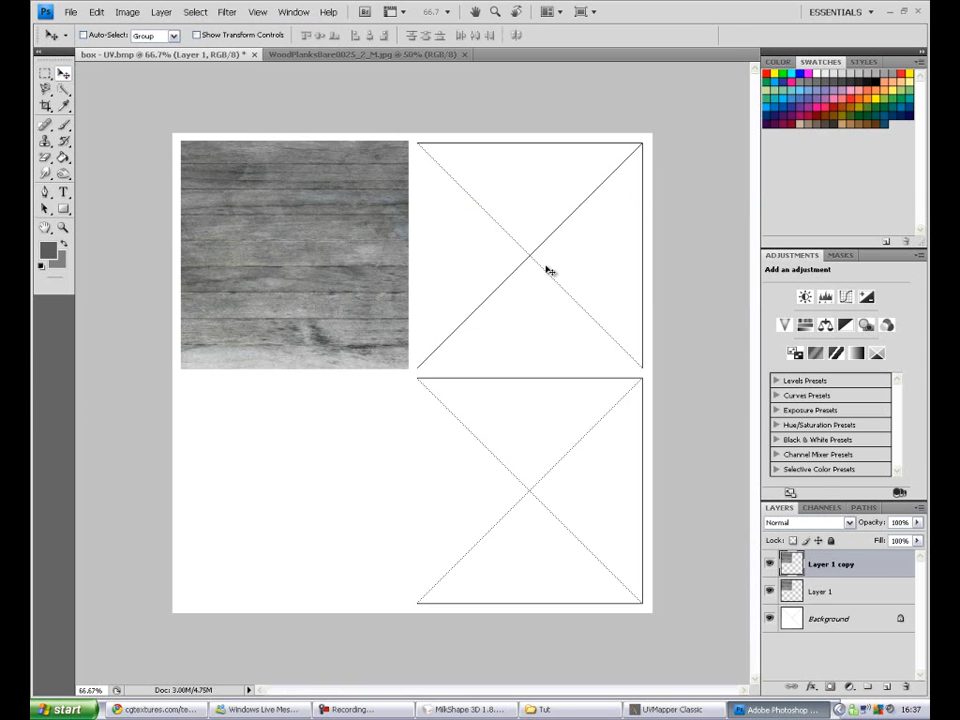 Ps File Edit Image Layer Select Filter View Window Help Br 66.7 ESSENTIALS
Auto-Select: Group Show Transform Controls
box - UV.bmp @ 66.7% (Layer 1, RGB/8) * WoodPlanksBare0025_2_M.jpg @ 50% (RGB/8)
COLOR SWATCHES STYLES
ADJUSTMENTS MASKS
Add an adjustment
Levels Presets
Curves Presets
Exposure Presets
Hue/Saturation Presets
Black & White Presets
Channel Mixer Presets
Selective Color Presets
LAYERS CHANNELS PATHS
Normal Opacity: 100%
Lock: Fill: 100%
Layer 1 copy
Layer 1
Background
66.67% Doc: 3.00M/4.75M
start cgtextures.com/te... Windows Live Mes... Recording... MilkShape 3D 1.8.... Tut UVMapper Classic Adobe Photoshop ... 16:37